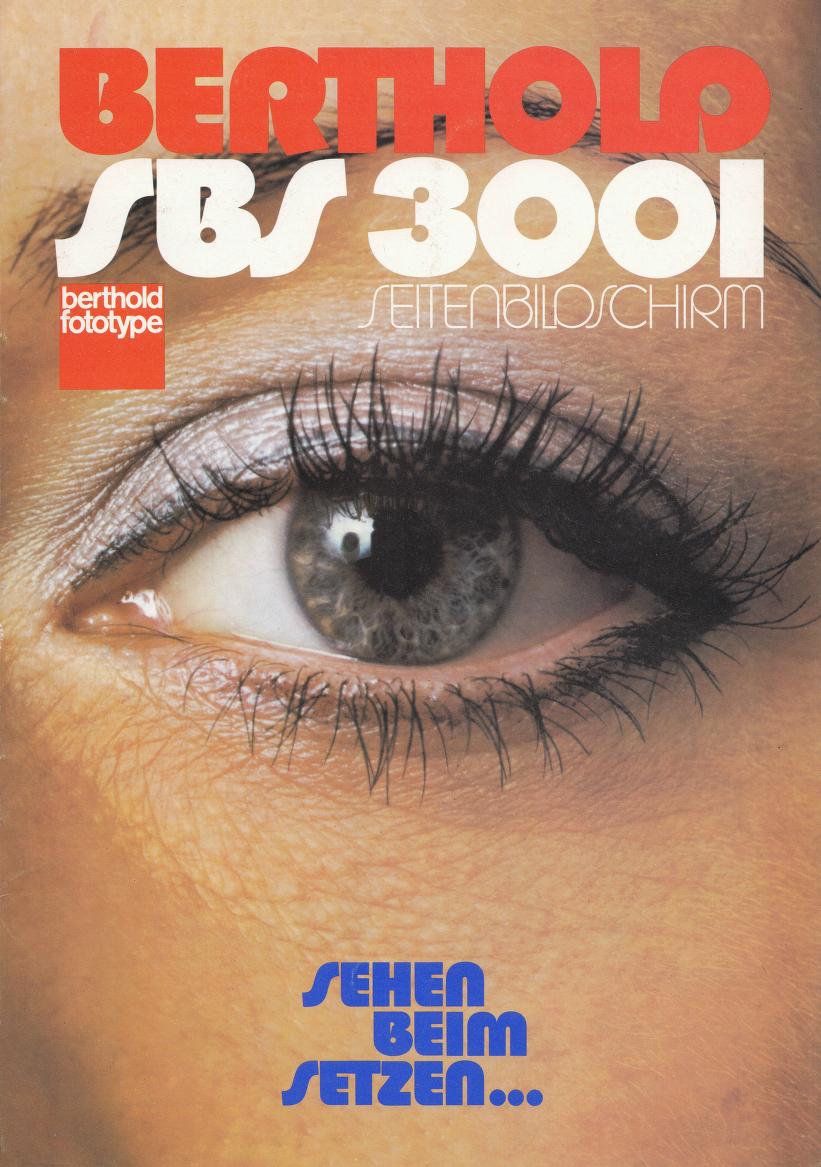 BERTHOLD
SBS 3001
berthold
fototype
SEITENBILDSCHIRM
SEHEN
BEIM
SETZEN...